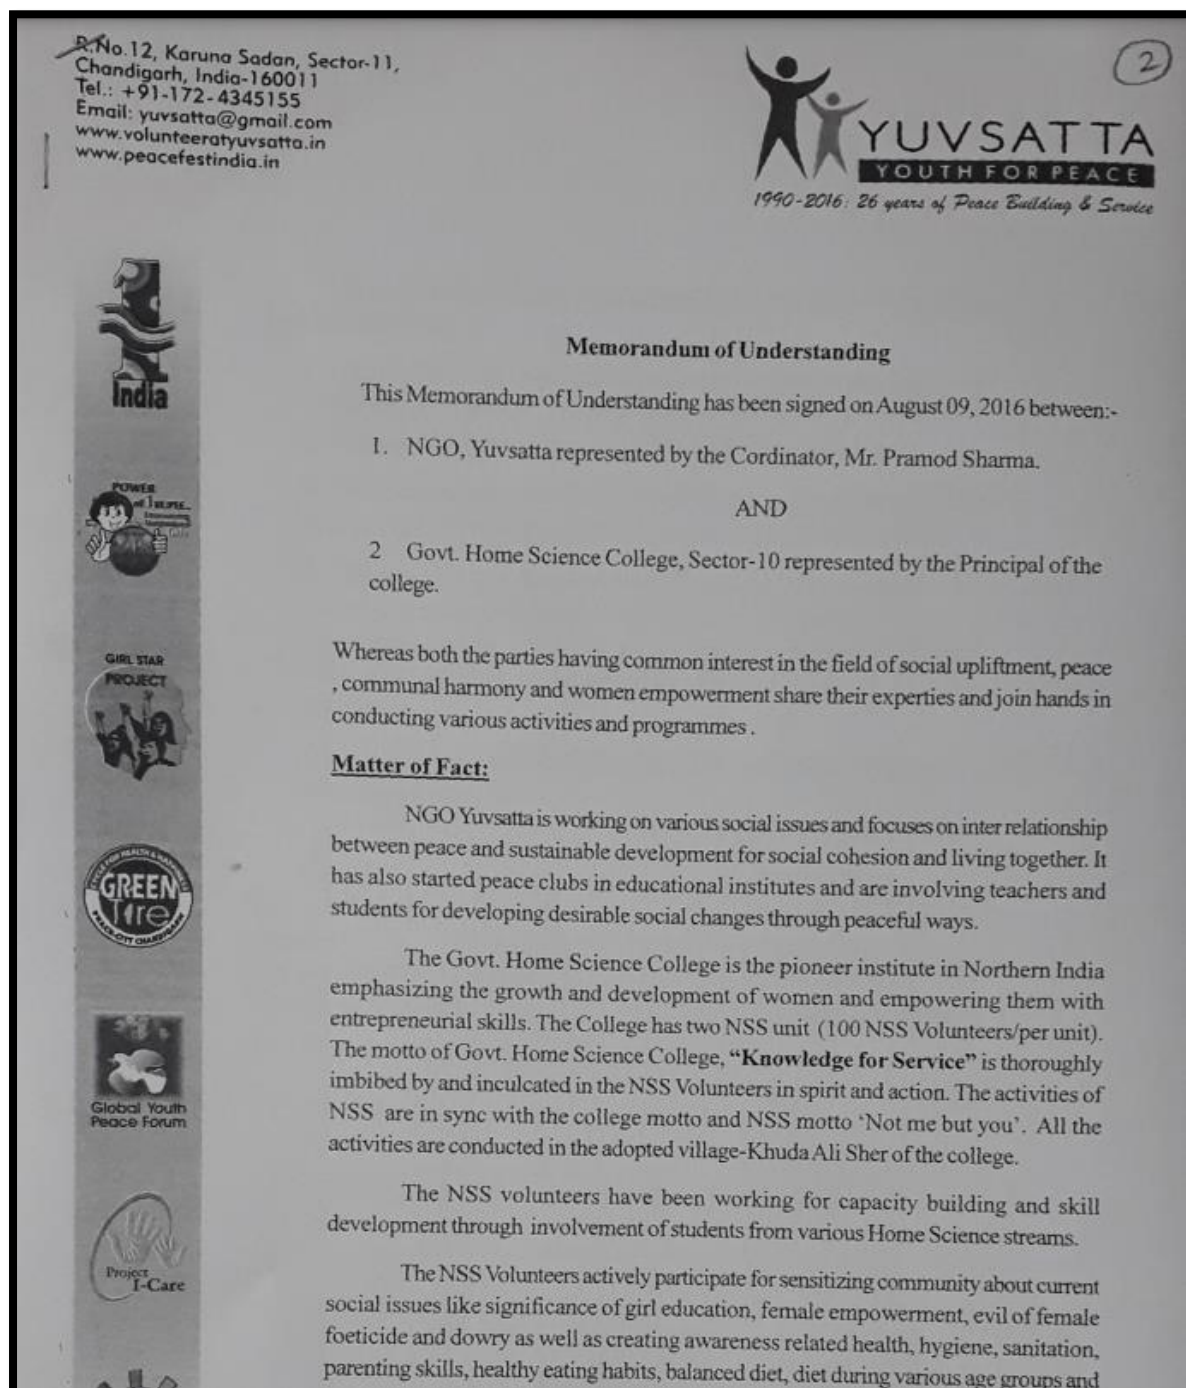 R.No.12, Karuna Sadan, Sector-11,
Chandigarh, India-160011
Tel.: +91-172-4345155
Email: yuvsatta@gmail.com
www.volunteeratyuvsatta.in
www.peacefestindia.in
2
YUVSATTA
YOUTH FOR PEACE
1990-2016: 26 years of Peace Building & Service
1
India
POWER
of 1 RUPEE
GIRL STAR
PROJECT
GREEN
Tire
Global Youth
Peace Forum
Project
I-Care
Memorandum of Understanding
This Memorandum of Understanding has been signed on August 09, 2016 between:-
1. NGO, Yuvsatta represented by the Cordinator, Mr. Pramod Sharma.
AND
2 Govt. Home Science College, Sector-10 represented by the Principal of the
college.
Whereas both the parties having common interest in the field of social upliftment, peace
, communal harmony and women empowerment share their experties and join hands in
conducting various activities and programmes .
Matter of Fact:
NGO Yuvsatta is working on various social issues and focuses on inter relationship
between peace and sustainable development for social cohesion and living together. It
has also started peace clubs in educational institutes and are involving teachers and
students for developing desirable social changes through peaceful ways.
The Govt. Home Science College is the pioneer institute in Northern India
emphasizing the growth and development of women and empowering them with
entrepreneurial skills. The College has two NSS unit (100 NSS Volunteers/per unit).
The motto of Govt. Home Science College, “Knowledge for Service” is thoroughly
imbibed by and inculcated in the NSS Volunteers in spirit and action. The activities of
NSS are in sync with the college motto and NSS motto ‘Not me but you’. All the
activities are conducted in the adopted village-Khuda Ali Sher of the college.
The NSS volunteers have been working for capacity building and skill
development through involvement of students from various Home Science streams.
The NSS Volunteers actively participate for sensitizing community about current
social issues like significance of girl education, female empowerment, evil of female
foeticide and dowry as well as creating awareness related health, hygiene, sanitation,
parenting skills, healthy eating habits, balanced diet, diet during various age groups and